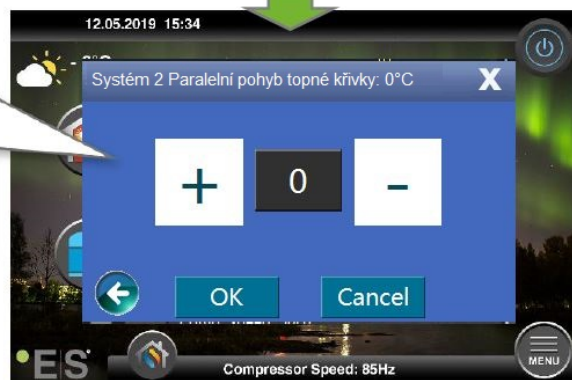 12.05.2019 15:34
Systém 2 Paralelní pohyb topné křivky: 0°C X
+ 0 -
OK Cancel
ES
Compressor Speed: 85Hz
MENU